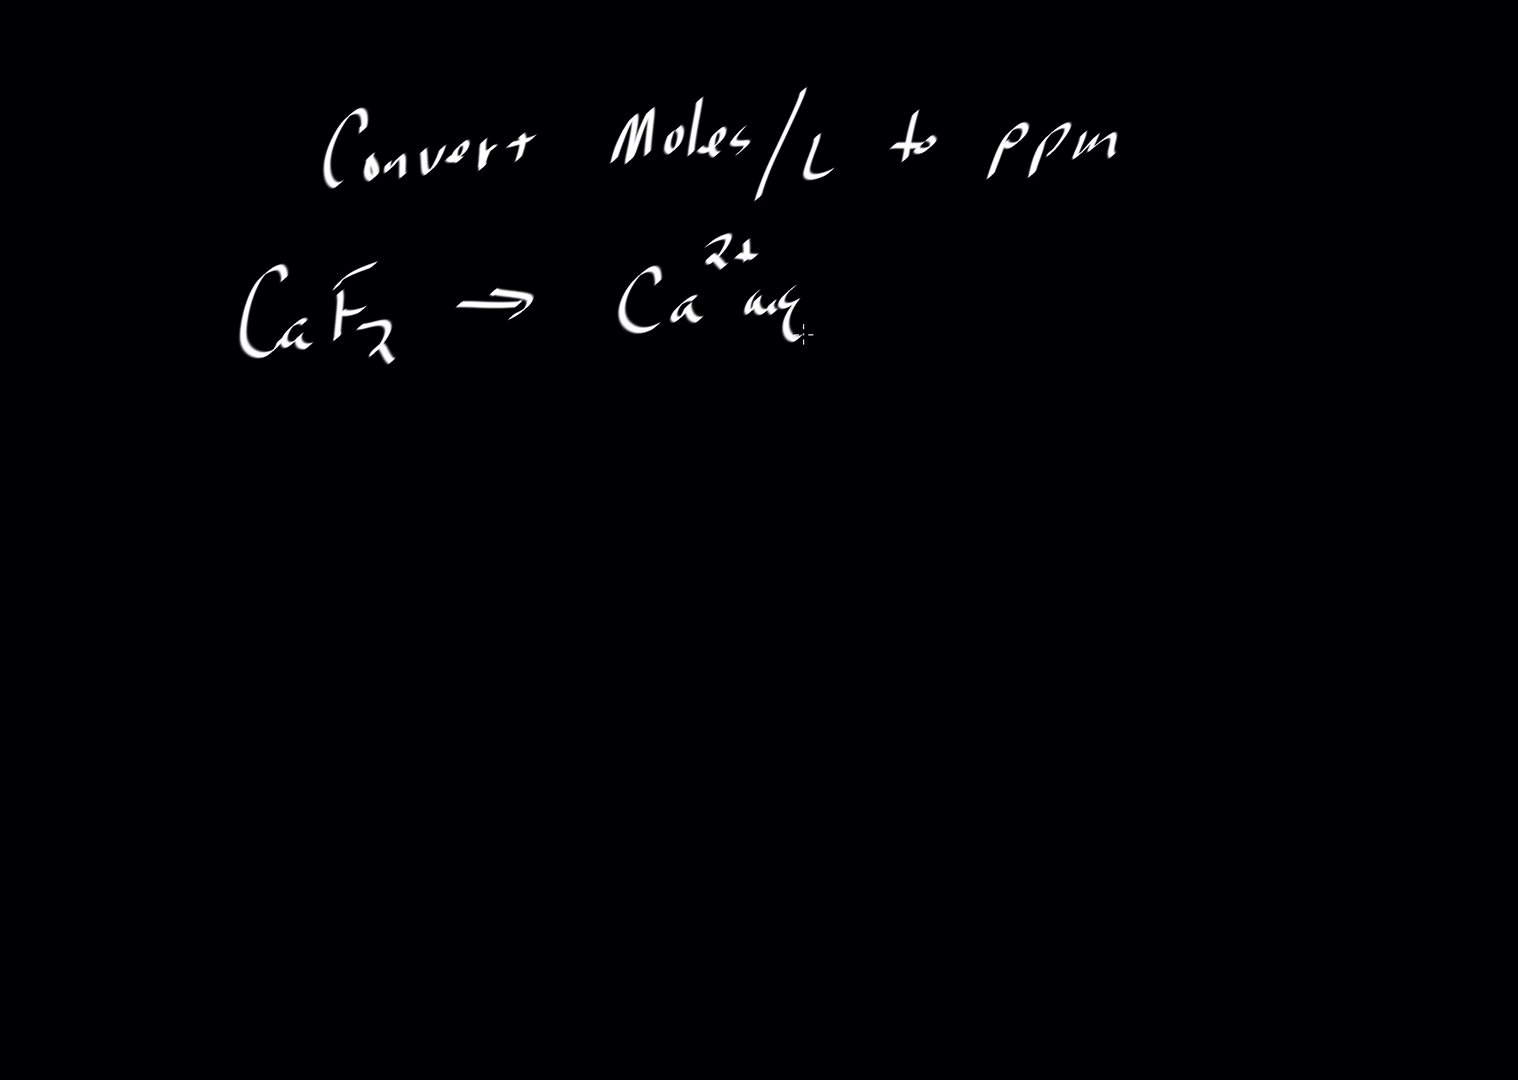 Convert Moles/L to ppm
CaF₂ → Ca²⁺ aq